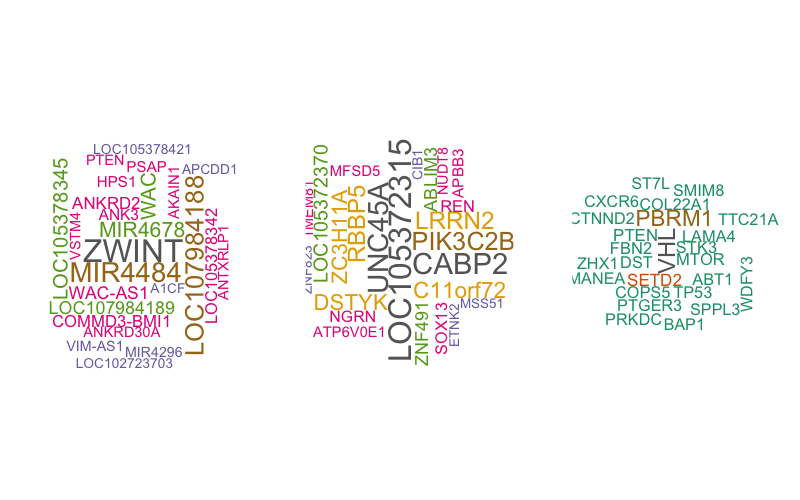 LOC105378421
PTEN
PSAP
APCDD1
HPS1
LOC105378345
WAC
AKAIN1
ANKRD2
ANK3
VSTM4
MIR4678
ZWINT
MIR4484
LOC107984188
LOC105378342
ANTXRLP1
WAC-AS1
A1CF
LOC107984189
COMMD3-BMI1
ANKRD30A
VIM-AS1
MIR4296
LOC102723703
LOC105372370
MFSD5
TMEM81
ZNF823
ZC3H11A
RBBP5
UNC45A
LOC105372315
CIB1
ABLIM3
NUDT8
APBB3
REN
LRRN2
PIK3C2B
CABP2
C11orf72
DSTYK
NGRN
ATP6V0E1
ZNF491
SOX13
ETNK2
MSS51
ST7L
SMIM8
CXCR6
COL22A1
CTNND2
PBRM1
TTC21A
PTEN
LAMA4
FBN2
VHL
STK3
ZHX1
DST
MTOR
MANEA
SETD2
ABT1
WDFY3
COPS5
TP53
PTGER3
SPPL3
PRKDC
BAP1